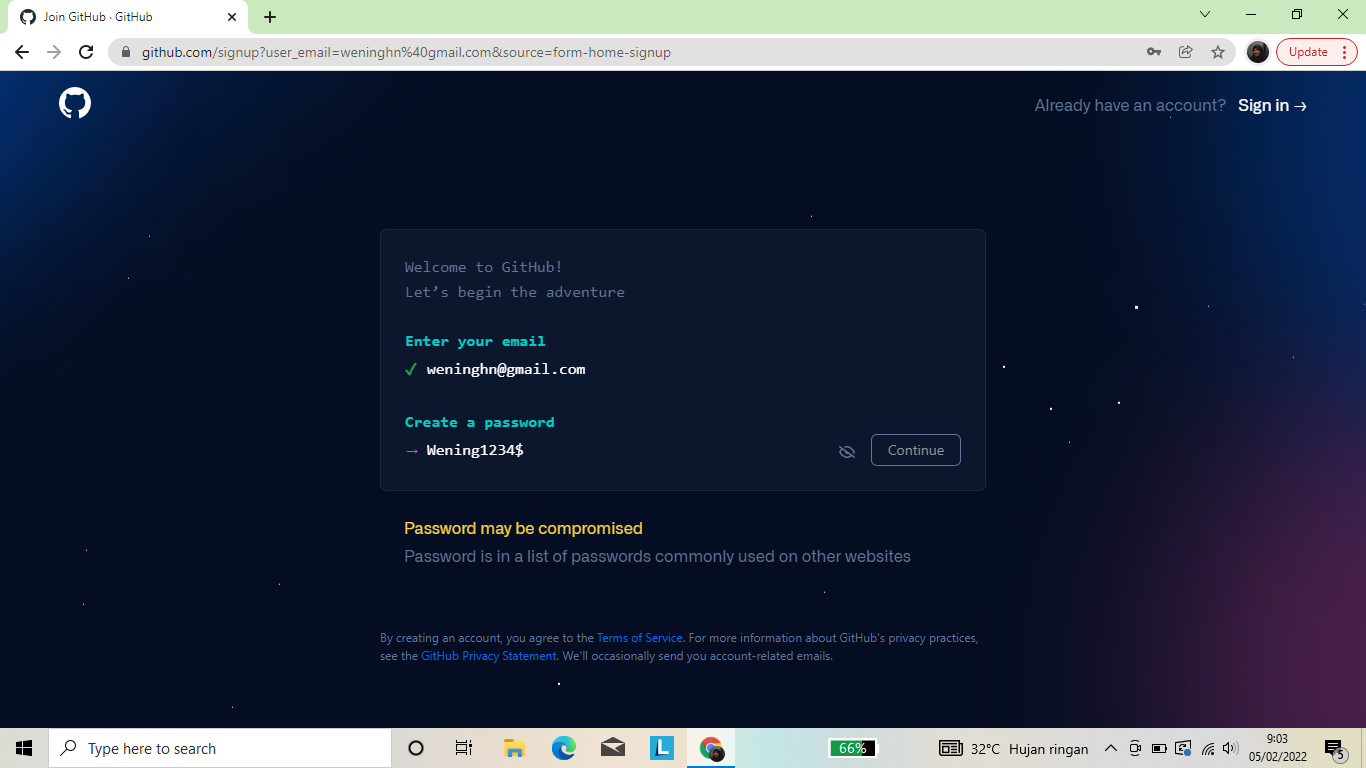 Join GitHub · GitHub
github.com/signup?user_email=weninghn%40gmail.com&source=form-home-signup
Update
Already have an account? Sign in →
Welcome to GitHub!
Let’s begin the adventure
Enter your email
✓ weninghn@gmail.com
Create a password
→ Wening1234$
Continue
Password may be compromised
Password is in a list of passwords commonly used on other websites
By creating an account, you agree to the Terms of Service. For more information about GitHub's privacy practices,
see the GitHub Privacy Statement. We'll occasionally send you account-related emails.
Type here to search
L
66%
32°C Hujan ringan
9:03
05/02/2022
5